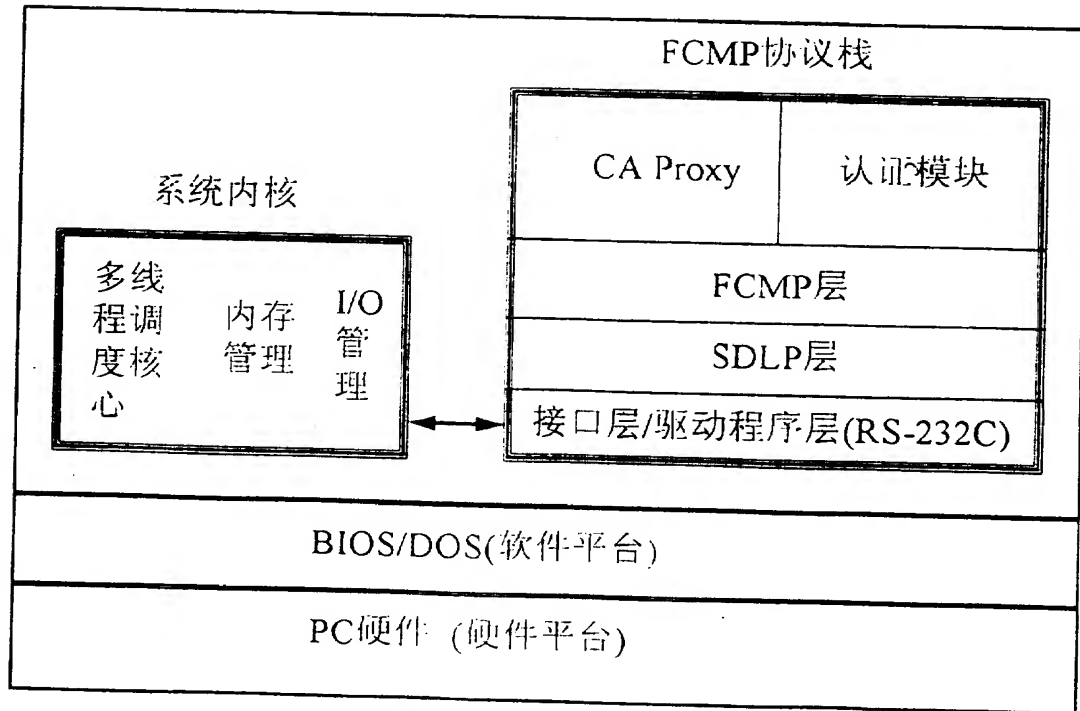 FCMP协议栈
CA Proxy
认证模块
系统内核
多线
程调
度核
心
内存
管理
I/O
管
理
FCMP层
SDLP层
接口层/驱动程序层(RS-232C)
BIOS/DOS(软件平台)
PC硬件 (硬件平台)